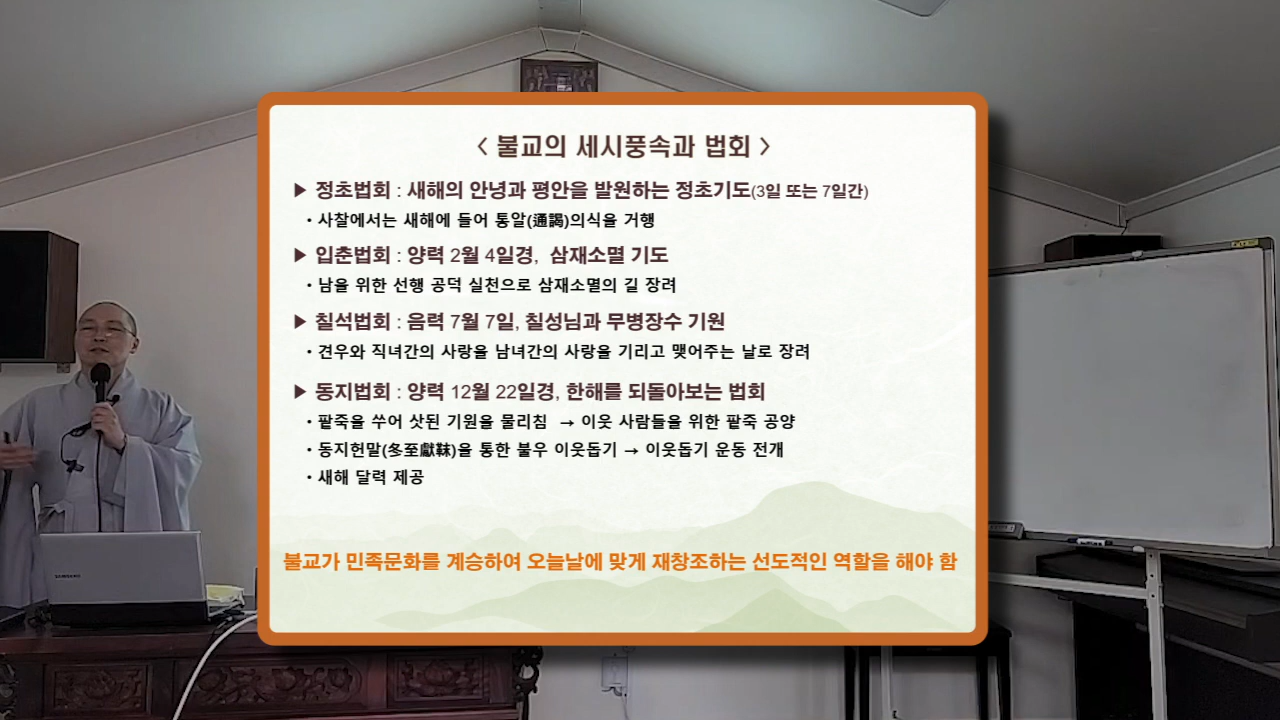 < 불교의 세시풍속과 법회 >
▶ 정초법회 : 새해의 안녕과 평안을 발원하는 정초기도(3일 또는 7일간)
• 사찰에서는 새해에 들어 통알(通謁)의식을 거행
▶ 입춘법회 : 양력 2월 4일경, 삼재소멸 기도
• 남을 위한 선행 공덕 실천으로 삼재소멸의 길 장려
▶ 칠석법회 : 음력 7월 7일, 칠성님과 무병장수 기원
• 견우와 직녀간의 사랑을 남녀간의 사랑을 기리고 맺어주는 날로 장려
▶ 동지법회 : 양력 12월 22일경, 한해를 되돌아보는 법회
• 팥죽을 쑤어 삿된 기원을 물리침 → 이웃 사람들을 위한 팥죽 공양
• 동지헌말(冬至獻靺)을 통한 불우 이웃돕기 → 이웃돕기 운동 전개
• 새해 달력 제공
불교가 민족문화를 계승하여 오늘날에 맞게 재창조하는 선도적인 역할을 해야 함
SAMSUNG